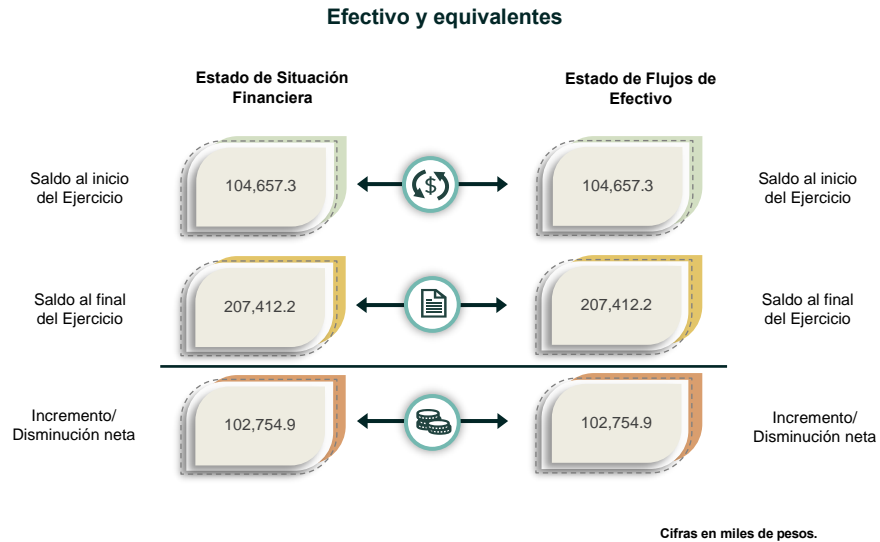 Efectivo y equivalentes
Estado de Situación
Financiera
Estado de Flujos de
Efectivo
Saldo al inicio
del Ejercicio
104,657.3
$
104,657.3
Saldo al inicio
del Ejercicio
Saldo al final
del Ejercicio
207,412.2
207,412.2
Saldo al final
del Ejercicio
Incremento/
Disminución neta
102,754.9
102,754.9
Incremento/
Disminución neta
Cifras en miles de pesos.